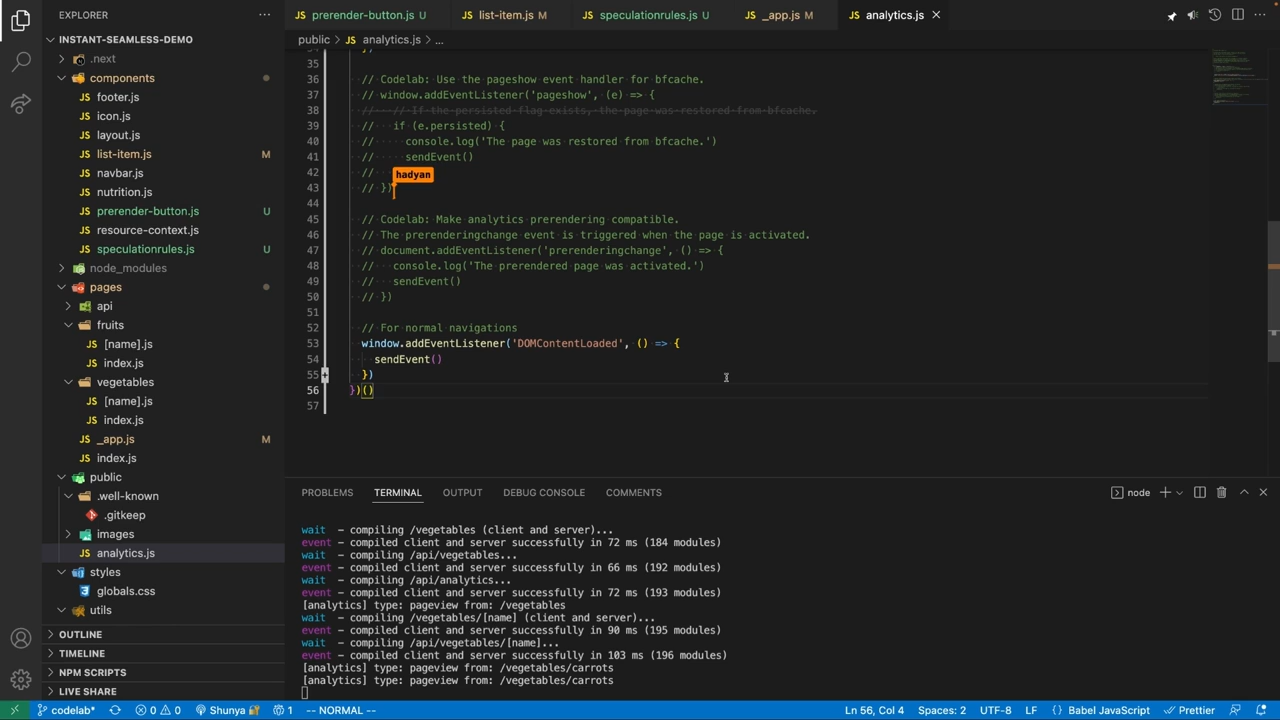 EXPLORER
INSTANT-SEAMLESS-DEMO
.next
components
footer.js
icon.js
layout.js
list-item.js M
navbar.js
nutrition.js
prerender-button.js U
resource-context.js
speculationrules.js U
node_modules
pages
api
fruits
[name].js
index.js
vegetables
[name].js
index.js
_app.js M
index.js
public
.well-known
.gitkeep
images
analytics.js
styles
globals.css
utils
OUTLINE
TIMELINE
NPM SCRIPTS
LIVE SHARE
prerender-button.js U list-item.js M speculationrules.js U _app.js M analytics.js
public > analytics.js > ...
35
36 // Codelab: Use the pageshow event handler for bfcache.
37 // window.addEventListener('pageshow', (e) => {
38 // // If the persisted flag exists, the page was restored from bfcache.
39 // if (e.persisted) {
40 // console.log('The page was restored from bfcache.')
41 // sendEvent()
42 // hadyan
43 // })
44
45 // Codelab: Make analytics prerendering compatible.
46 // The prerenderingchange event is triggered when the page is activated.
47 // document.addEventListener('prerenderingchange', () => {
48 // console.log('The prerendered page was activated.')
49 // sendEvent()
50 // })
51
52 // For normal navigations
53 window.addEventListener('DOMContentLoaded', () => {
54 sendEvent()
55 })
56 })()
57
PROBLEMS TERMINAL OUTPUT DEBUG CONSOLE COMMENTS node
wait - compiling /vegetables (client and server)...
event - compiled client and server successfully in 72 ms (184 modules)
wait - compiling /api/vegetables...
event - compiled client and server successfully in 66 ms (192 modules)
wait - compiling /api/analytics...
event - compiled client and server successfully in 72 ms (193 modules)
[analytics] type: pageview from: /vegetables
wait - compiling /vegetables/[name] (client and server)...
event - compiled client and server successfully in 90 ms (195 modules)
wait - compiling /api/vegetables/[name]...
event - compiled client and server successfully in 103 ms (196 modules)
[analytics] type: pageview from: /vegetables/carrots
[analytics] type: pageview from: /vegetables/carrots
codelab* 0 0 Shunya 1 -- NORMAL -- Ln 56, Col 4 Spaces: 2 UTF-8 LF {} Babel JavaScript Prettier